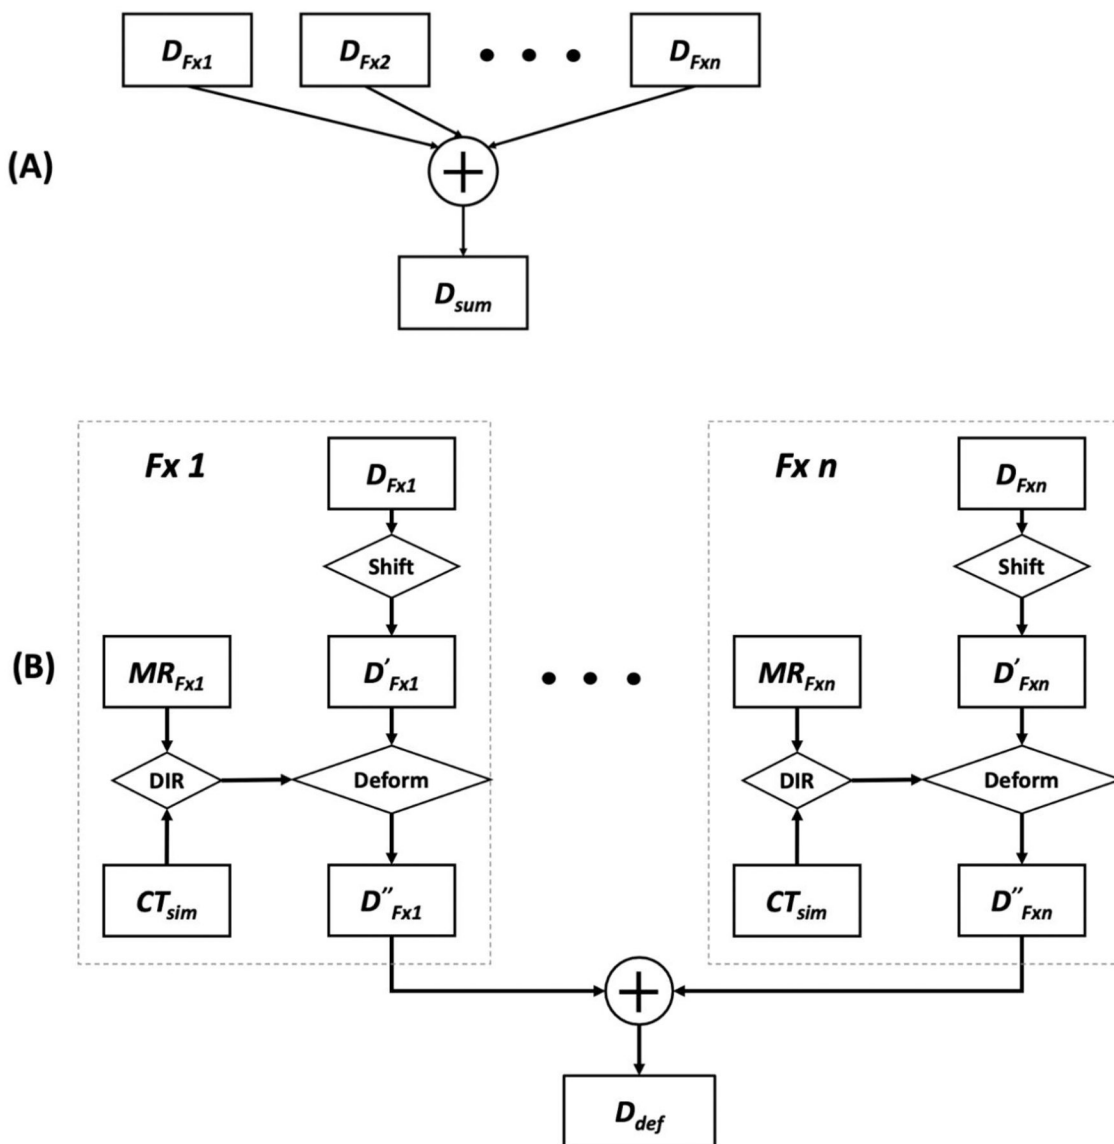 D_Fx1 D_Fx2 • • • D_Fxn
(A)
+
D_sum
Fx 1 D_Fx1 Fx n D_Fxn
Shift Shift
(B) MR_Fx1 D'_Fx1 • • • MR_Fxn D'_Fxn
DIR Deform DIR Deform
CT_sim D''_Fx1 CT_sim D''_Fxn
+
D_def